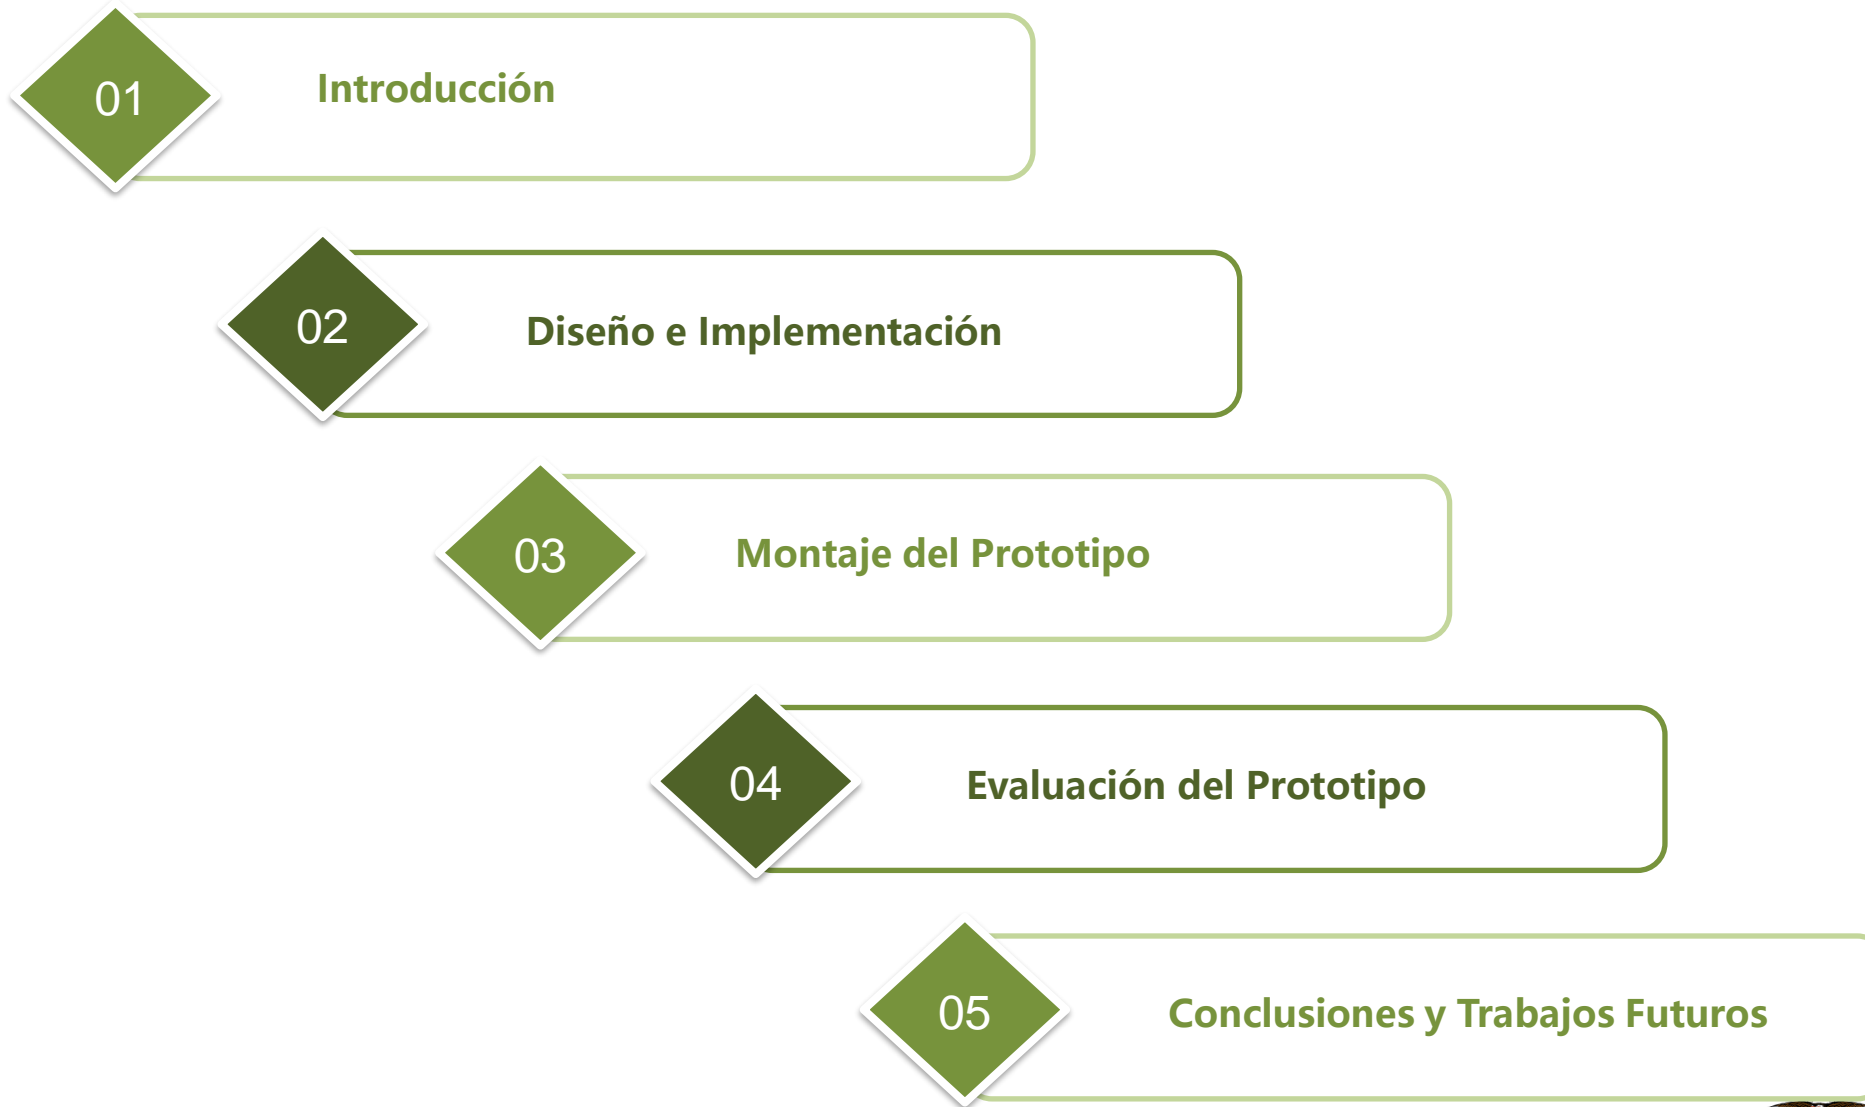 01
Introducción
02
Diseño e Implementación
03
Montaje del Prototipo
04
Evaluación del Prototipo
05
Conclusiones y Trabajos Futuros